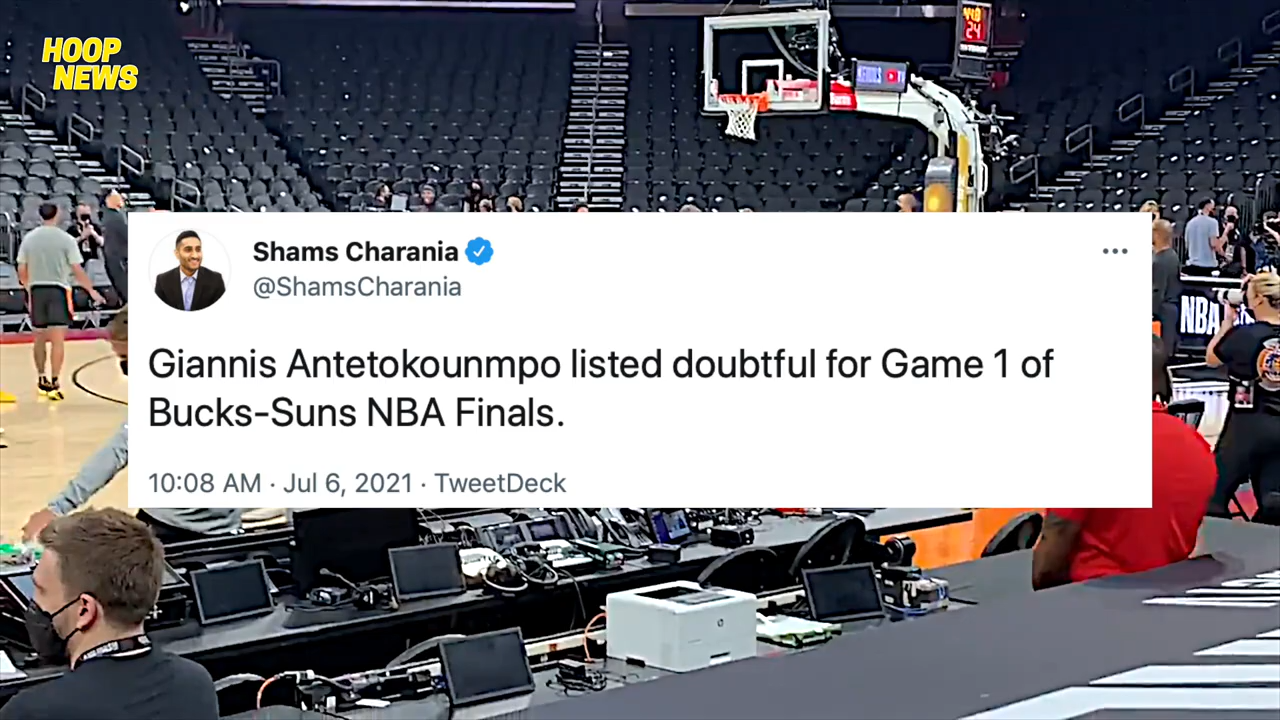 HOOP
NEWS
24
Shams Charania
@ShamsCharania
Giannis Antetokounmpo listed doubtful for Game 1 of
Bucks-Suns NBA Finals.
10:08 AM · Jul 6, 2021 · TweetDeck
NBA
hp